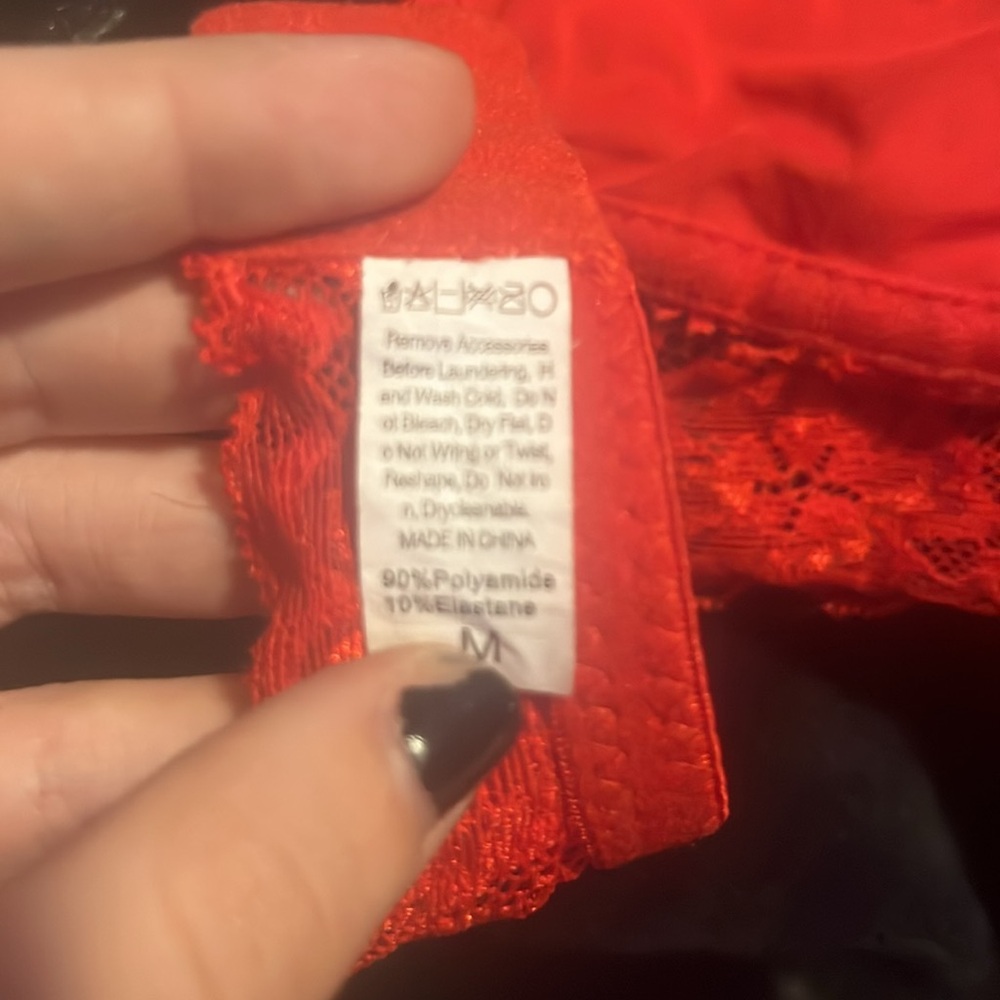 Remove Accessories
Before Laundering, H
and Wash Cold, Do N
ot Bleach, Dry Flat, D
o Not Wring or Twist,
Reshape, Do Not Iro
n, Drycleanable.
MADE IN CHINA
90%Polyamide
10%Elastane
M